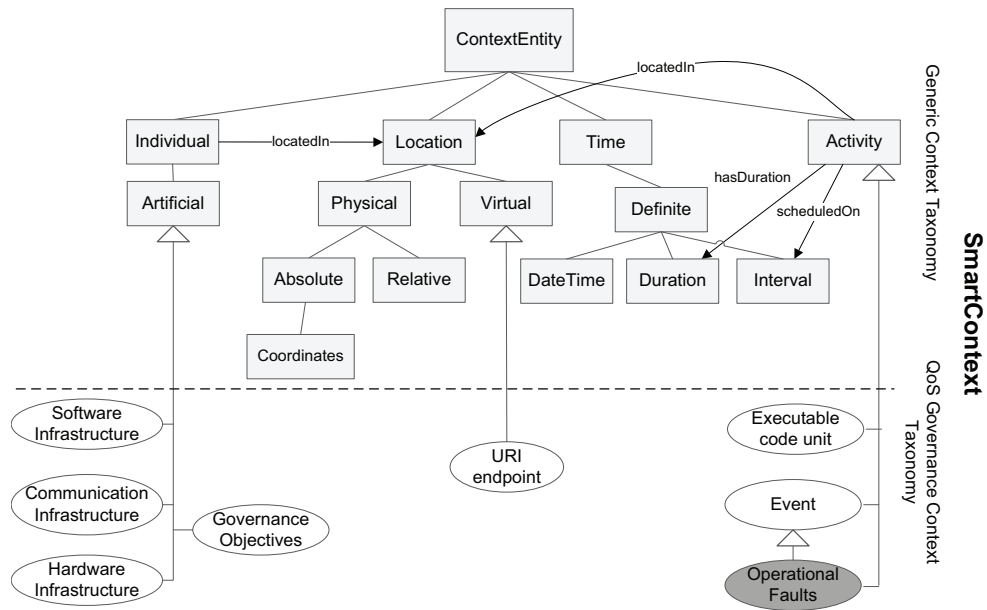 ContextEntity
locatedIn
Individual
locatedIn
Location
Time
Activity
hasDuration
Artificial
Physical
Virtual
Definite
scheduledOn
Absolute
Relative
DateTime
Duration
Interval
Coordinates
Generic Context Taxonomy
SmartContext
QoS Governance Context
Taxonomy
Software
Infrastructure
Executable
code unit
URI
endpoint
Communication
Infrastructure
Event
Governance
Objectives
Hardware
Infrastructure
Operational
Faults